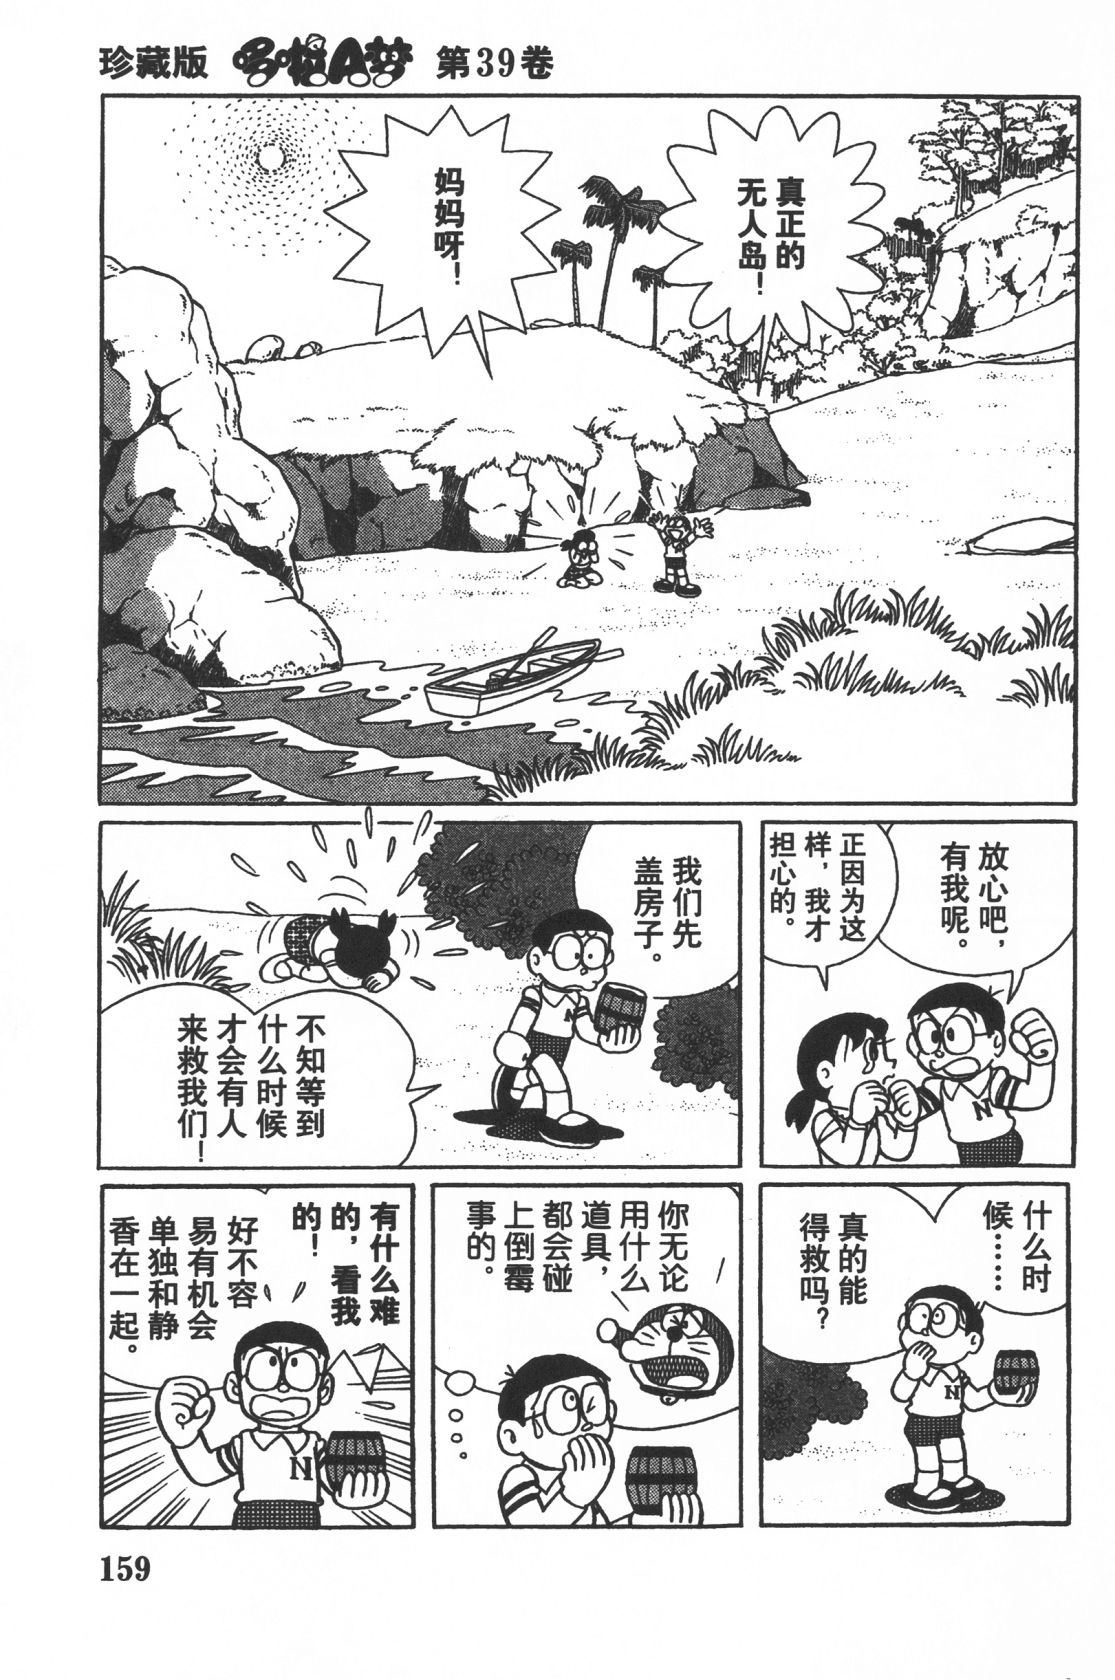 珍藏版 哆啦A梦 第39卷
真正的
无人岛！
妈妈呀！
放心吧，
有我呢。
正因为这
样，我才
担心的。
我们先
盖房子。
不知等到
什么时候
才会有人
来救我们！
什么时
候……
真的能
得救吗？
你无论
用什么
道具，
都会碰
上倒霉
事的。
有什么难
的，看我
的！
好不容
易有机会
单独和静
香在一起。
159